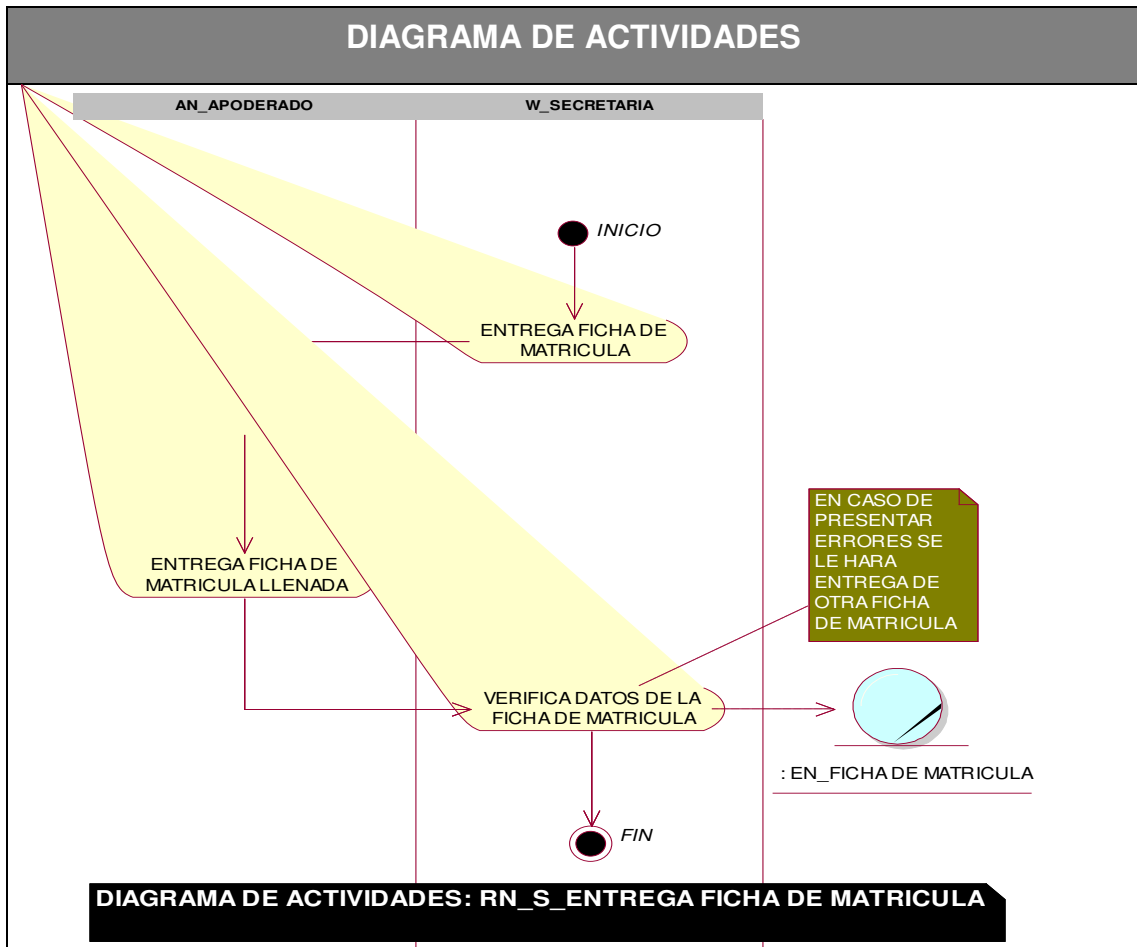 DIAGRAMA DE ACTIVIDADES
AN_APODERADO
W_SECRETARIA
INICIO
ENTREGA FICHA DE
MATRICULA
ENTREGA FICHA DE
MATRICULA LLENADA
EN CASO DE
PRESENTAR
ERRORES SE
LE HARA
ENTREGA DE
OTRA FICHA
DE MATRICULA
VERIFICA DATOS DE LA
FICHA DE MATRICULA
: EN_FICHA DE MATRICULA
FIN
DIAGRAMA DE ACTIVIDADES: RN_S_ENTREGA FICHA DE MATRICULA